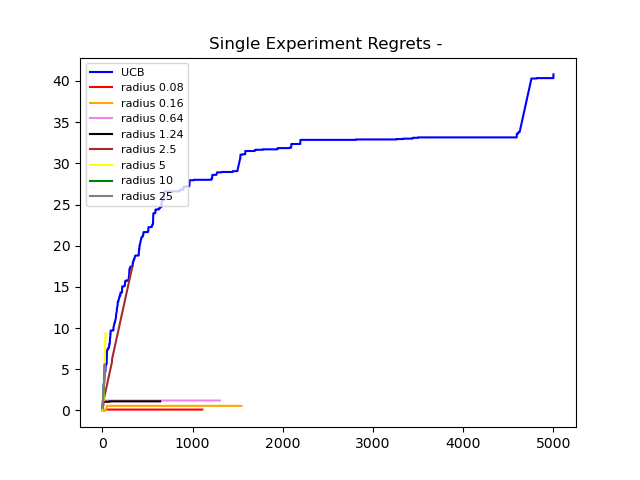 Single Experiment Regrets -
40
35
30
25
20
15
10
5
0
UCB
radius 0.08
radius 0.16
radius 0.64
radius 1.24
radius 2.5
radius 5
radius 10
radius 25
0 1000 2000 3000 4000 5000